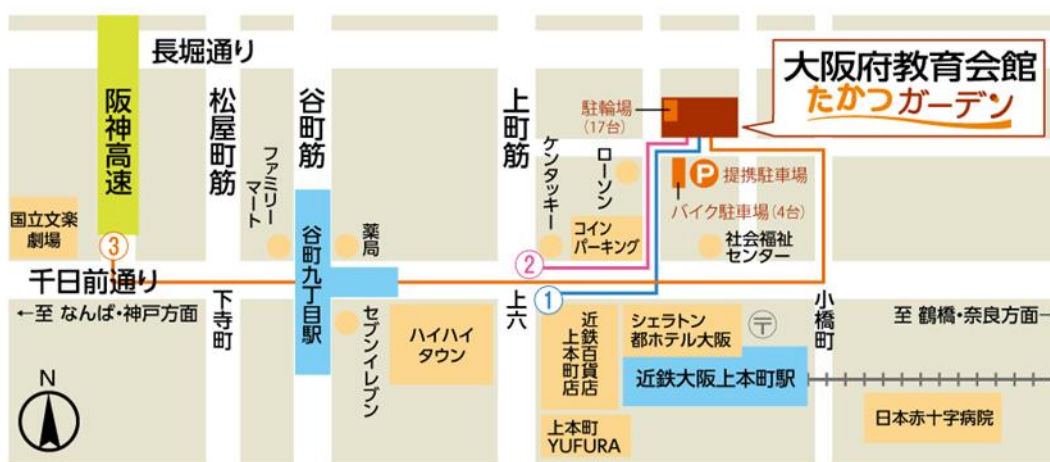 長堀通り
阪神高速
松屋町筋
谷町筋
上町筋
大阪府教育会館
たかつガーデン
駐輪場
(17台)
ファミリー
マート
ケンタッキー
ローソン
P 提携駐車場
バイク駐車場(4台)
国立文楽
劇場
薬局
コイン
パーキング
社会福祉
センター
谷町九丁目駅
③
②
①
千日前通り
←至 なんば・神戸方面
下寺町
セブンイレブン
ハイハイ
タウン
上六
近鉄百貨店
上本町店
シェラトン
都ホテル大阪
〒
小橋町
至 鶴橋・奈良方面→
近鉄大阪上本町駅
N
上本町
YUFURA
日本赤十字病院